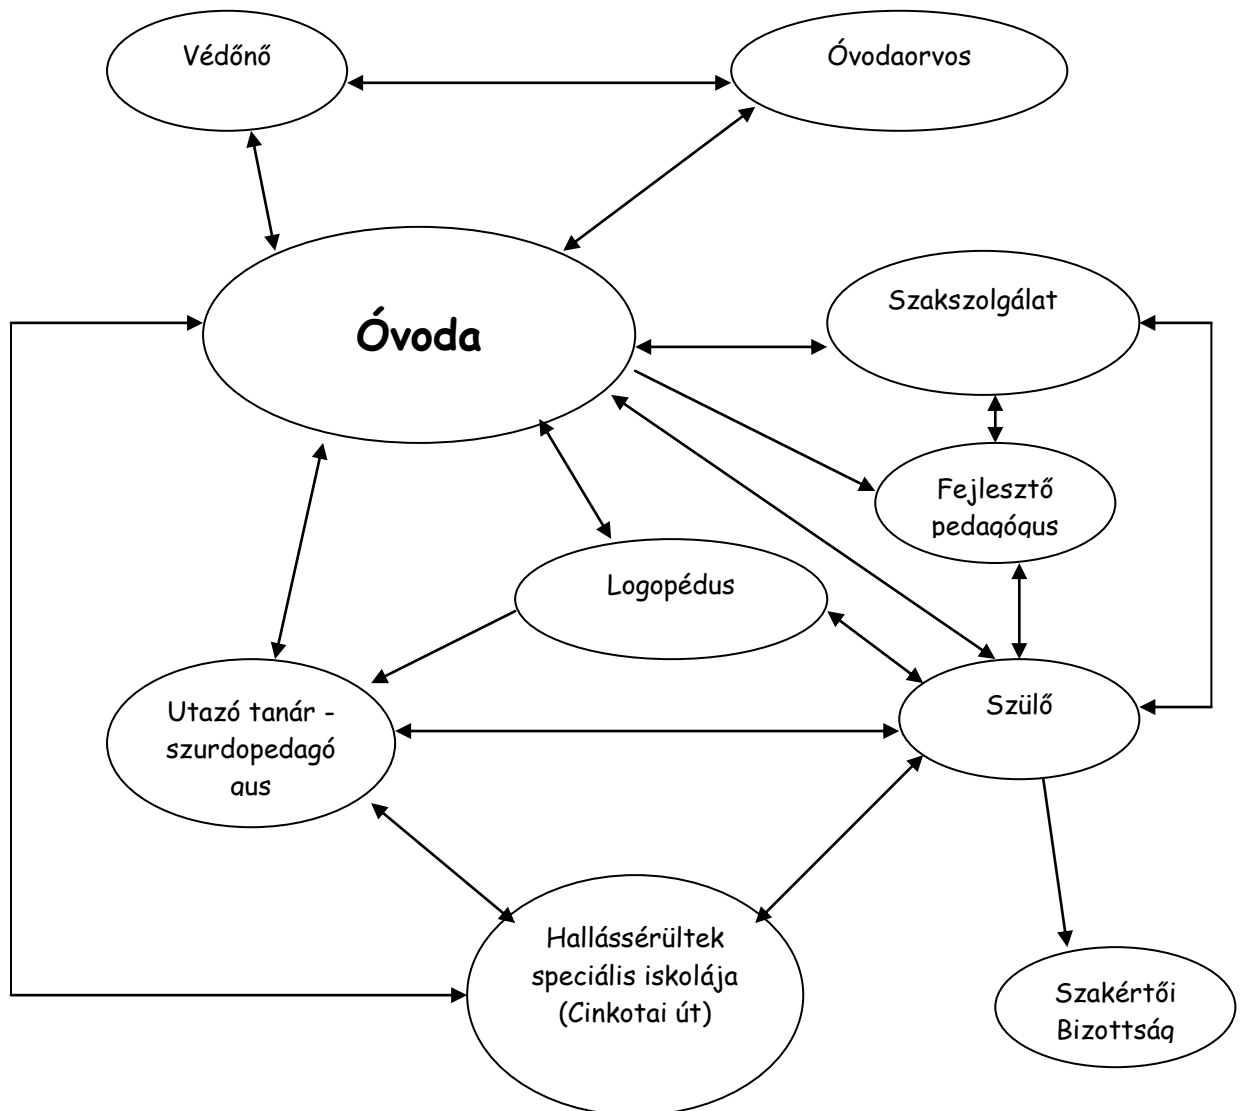 Védőnő
Óvodaorvos
Óvoda
Szakszolgálat
Fejlesztő
pedagógus
Logopédus
Utazó tanár -
szurdopedagó
gus
Szülő
Hallássérültek
speciális iskolája
(Cinkotai út)
Szakértői
Bizottság